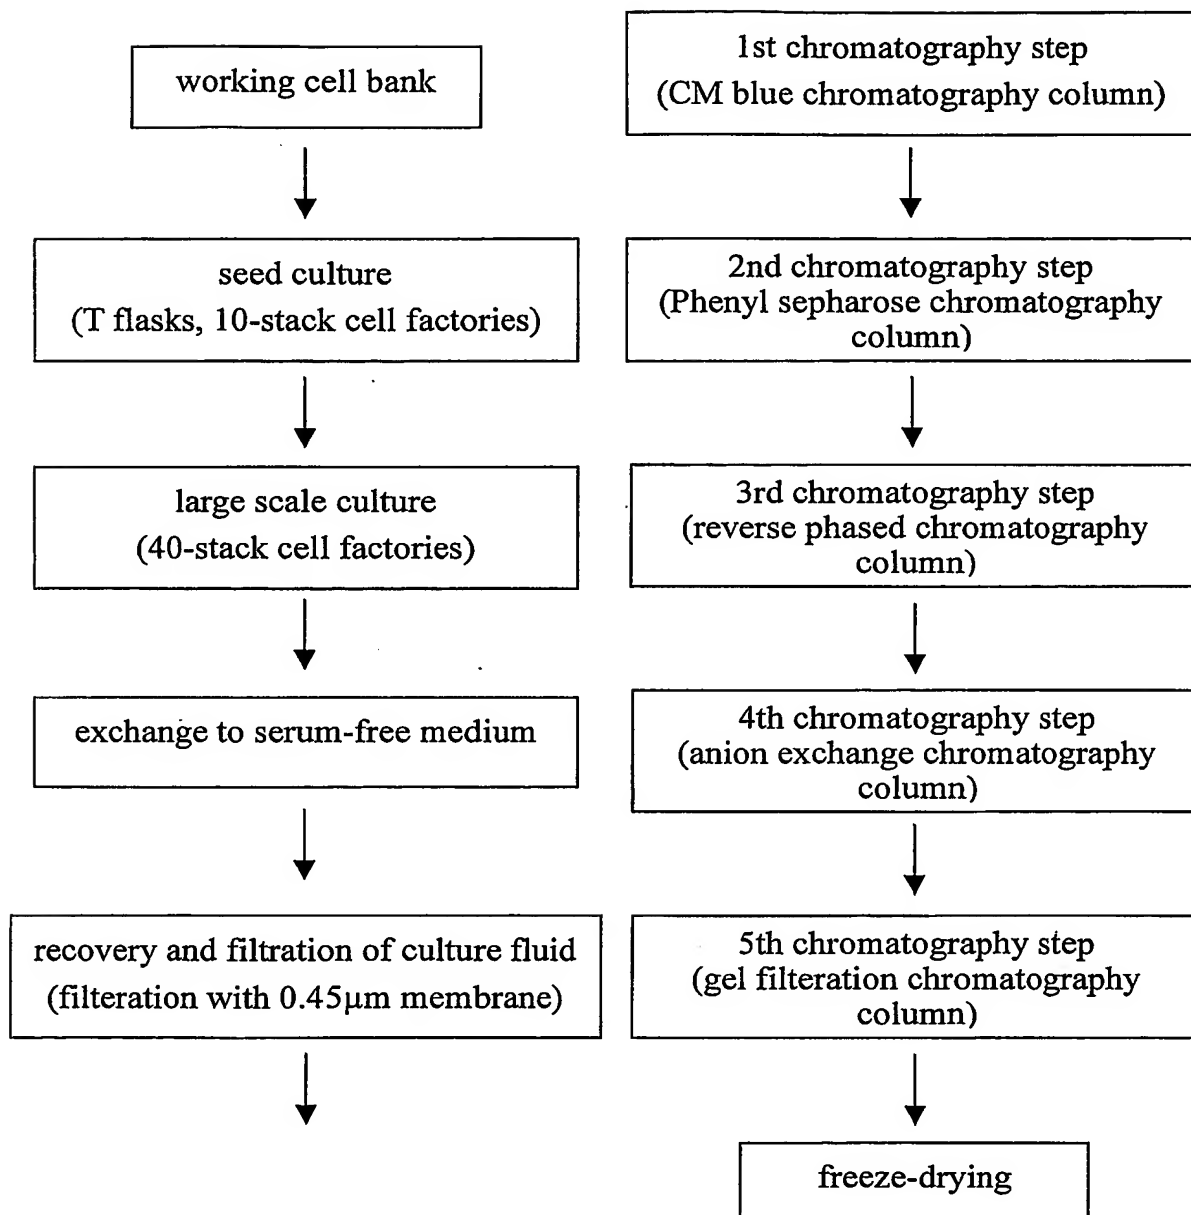 working cell bank
seed culture
(T flasks, 10-stack cell factories)
large scale culture
(40-stack cell factories)
exchange to serum-free medium
recovery and filtration of culture fluid
(filteration with 0.45μm membrane)
1st chromatography step
(CM blue chromatography column)
2nd chromatography step
(Phenyl sepharose chromatography
column)
3rd chromatography step
(reverse phased chromatography
column)
4th chromatography step
(anion exchange chromatography
column)
5th chromatography step
(gel filteration chromatography
column)
freeze-drying